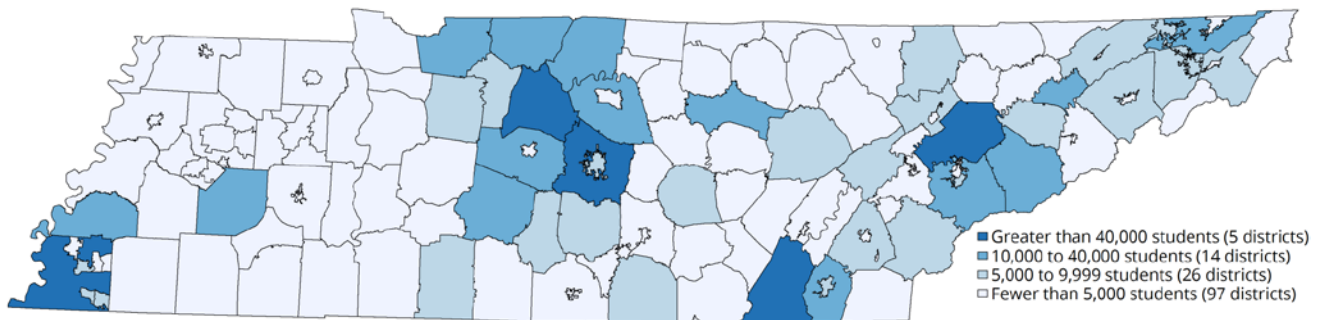 Greater than 40,000 students (5 districts)
10,000 to 40,000 students (14 districts)
5,000 to 9,999 students (26 districts)
Fewer than 5,000 students (97 districts)